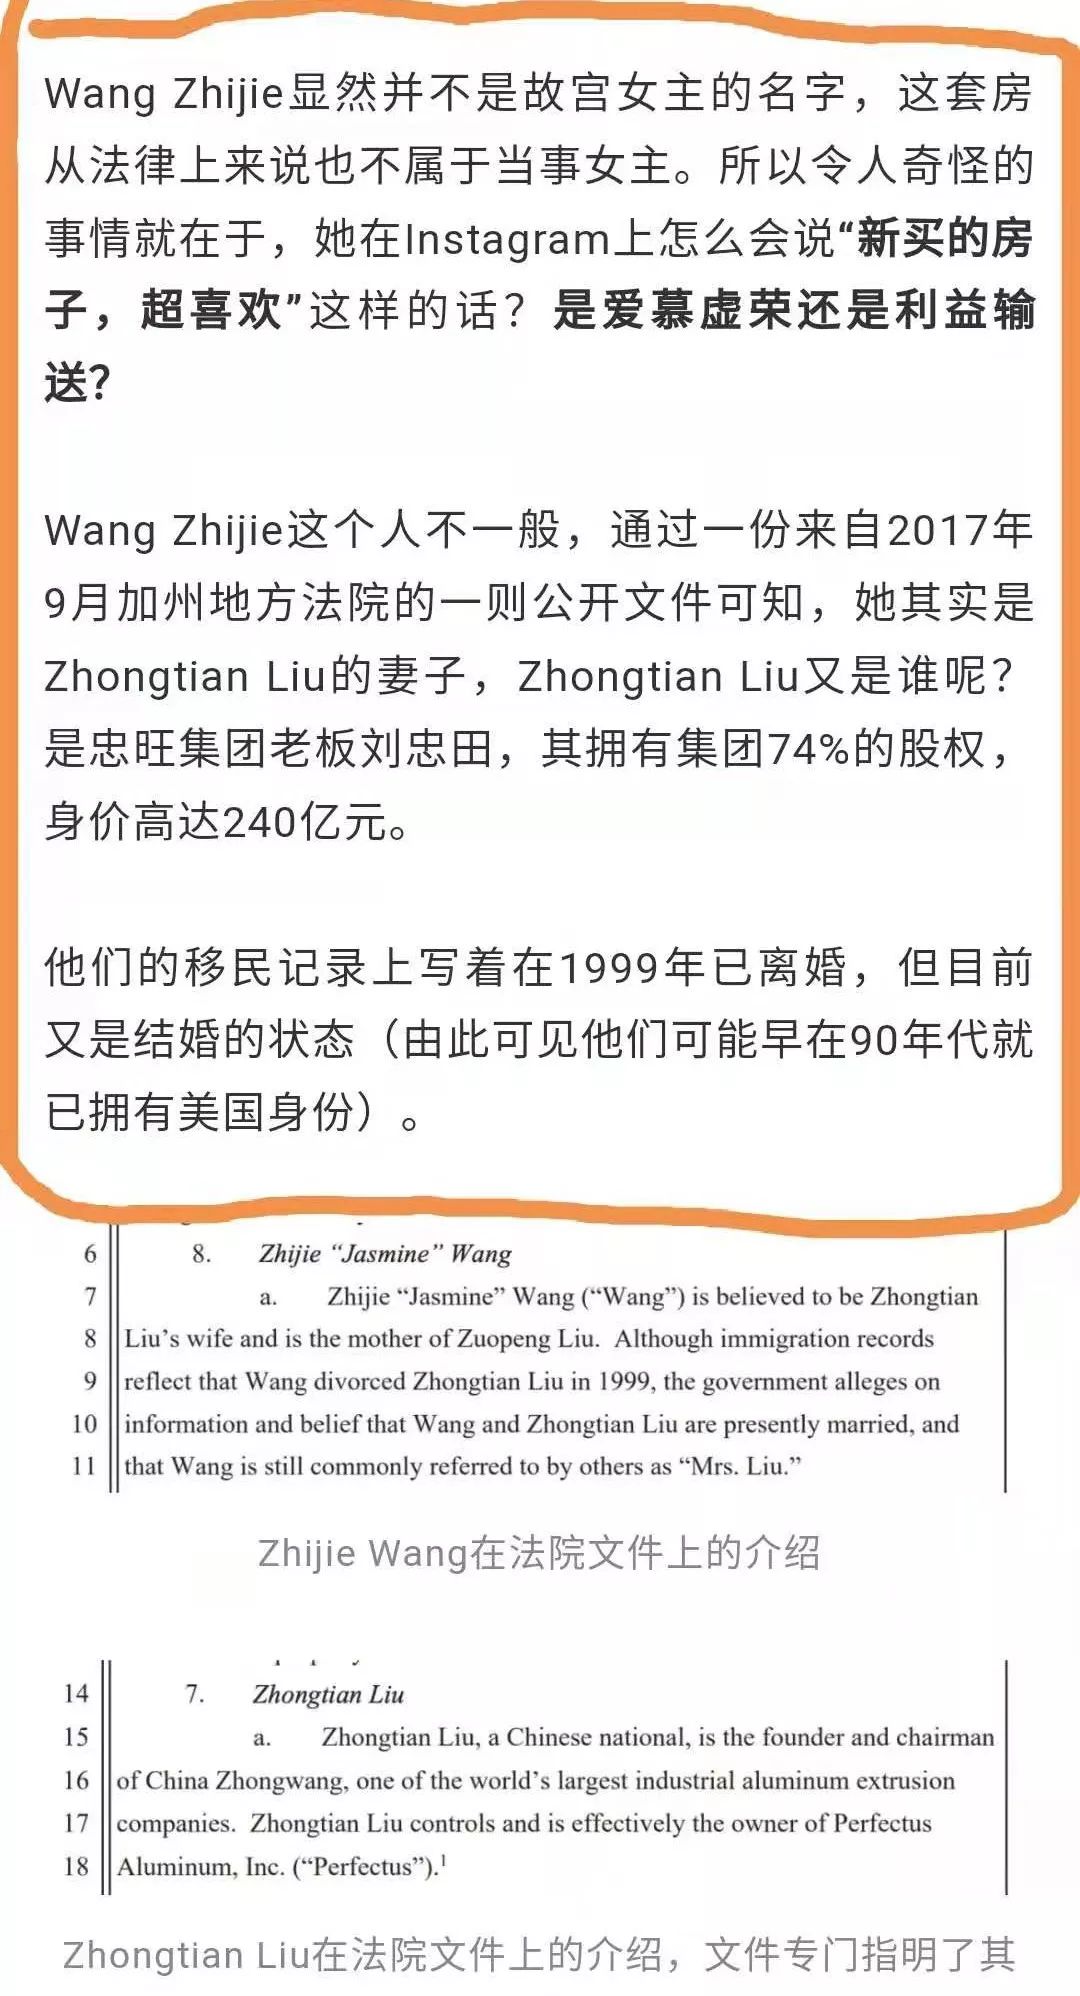 Wang Zhijie显然并不是故宫女主的名字，这套房
从法律上来说也不属于当事女主。所以令人奇怪的
事情就在于，她在Instagram上怎么会说“新买的房
子，超喜欢”这样的话？是爱慕虚荣还是利益输
送？
Wang Zhijie这个人不一般，通过一份来自2017年
9月加州地方法院的一则公开文件可知，她其实是
Zhongtian Liu的妻子，Zhongtian Liu又是谁呢？
是忠旺集团老板刘忠田，其拥有集团74%的股权，
身价高达240亿元。
他们的移民记录上写着在1999年已离婚，但目前
又是结婚的状态（由此可见他们可能早在90年代就
已拥有美国身份）。
6 8. Zhijie “Jasmine” Wang
7 a. Zhijie “Jasmine” Wang (“Wang”) is believed to be Zhongtian
8 Liu’s wife and is the mother of Zuopeng Liu. Although immigration records
9 reflect that Wang divorced Zhongtian Liu in 1999, the government alleges on
10 information and belief that Wang and Zhongtian Liu are presently married, and
11 that Wang is still commonly referred to by others as “Mrs. Liu.”
Zhijie Wang在法院文件上的介绍
14 7. Zhongtian Liu
15 a. Zhongtian Liu, a Chinese national, is the founder and chairman
16 of China Zhongwang, one of the world’s largest industrial aluminum extrusion
17 companies. Zhongtian Liu controls and is effectively the owner of Perfectus
18 Aluminum, Inc. (“Perfectus”).1
Zhongtian Liu在法院文件上的介绍，文件专门指明了其